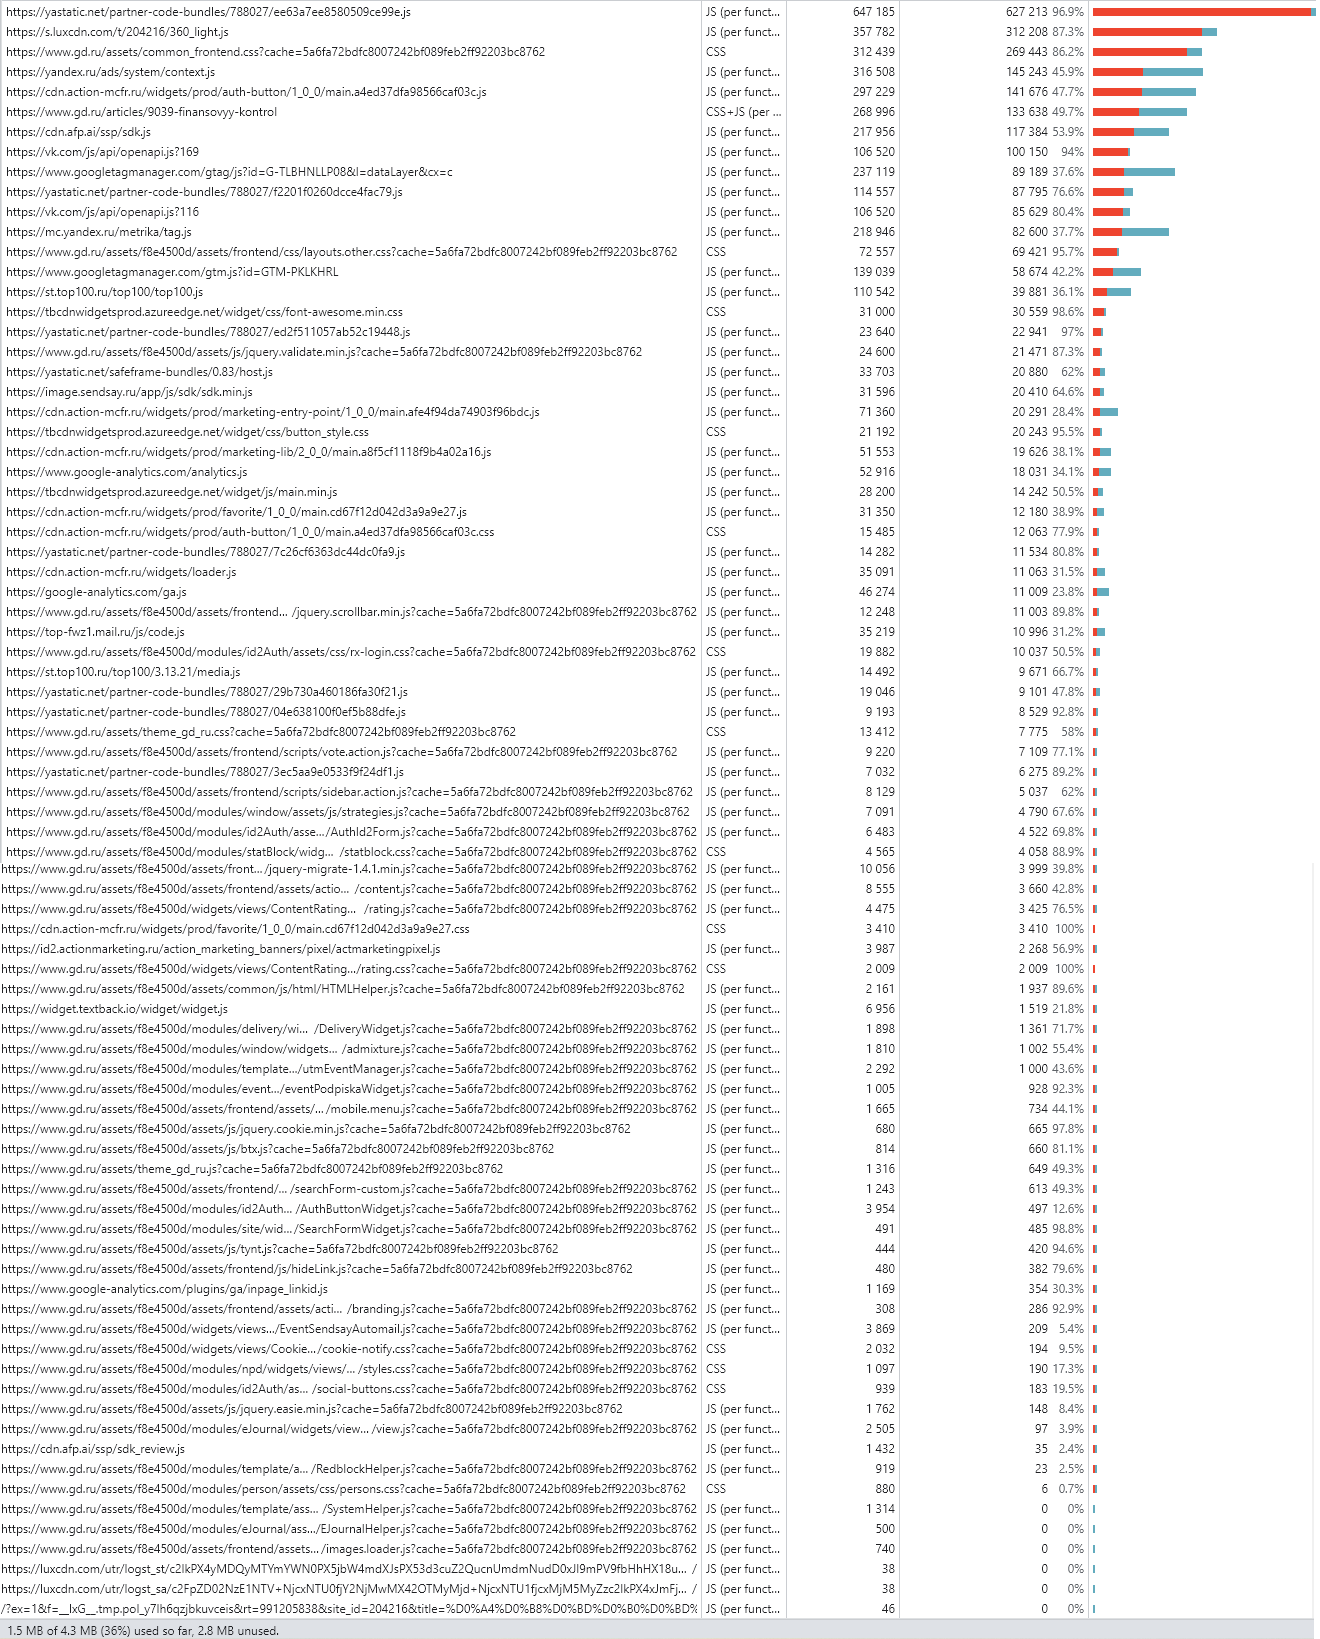 https://yastatic.net/partner-code-bundles/788027/ee63a7ee8580509ce99e.js JS (per funct... 647 185 627 213 96.9%
https://s.luxcdn.com/t/204216/360_light.js JS (per funct... 357 782 312 208 87.3%
https://www.gd.ru/assets/common_frontend.css?cache=5a6fa72bdfc8007242bf089feb2ff92203bc8762 CSS 312 439 269 443 86.2%
https://yandex.ru/ads/system/context.js JS (per funct... 316 508 145 243 45.9%
https://cdn.action-mcfr.ru/widgets/prod/auth-button/1_0_0/main.a4ed37dfa98566caf03c.js JS (per funct... 297 229 141 676 47.7%
https://www.gd.ru/articles/9039-finansovyy-kontrol CSS+JS (per ... 268 996 133 638 49.7%
https://cdn.afp.ai/ssp/sdk.js JS (per funct... 217 956 117 384 53.9%
https://vk.com/js/api/openapi.js?169 JS (per funct... 106 520 100 150 94%
https://www.googletagmanager.com/gtag/js?id=G-TLBHNLLP08&l=dataLayer&cx=c JS (per funct... 237 119 89 189 37.6%
https://yastatic.net/partner-code-bundles/788027/f2201f0260dcce4fac79.js JS (per funct... 114 557 87 795 76.6%
https://vk.com/js/api/openapi.js?116 JS (per funct... 106 520 85 629 80.4%
https://mc.yandex.ru/metrika/tag.js JS (per funct... 218 946 82 600 37.7%
https://www.gd.ru/assets/f8e4500d/assets/frontend/css/layouts.other.css?cache=5a6fa72bdfc8007242bf089feb2ff92203bc8762 CSS 72 557 69 421 95.7%
https://www.googletagmanager.com/gtm.js?id=GTM-PKLKHRL JS (per funct... 139 039 58 674 42.2%
https://st.top100.ru/top100/top100.js JS (per funct... 110 542 39 881 36.1%
https://tbcdnwidgetsprod.azureedge.net/widget/css/font-awesome.min.css CSS 31 000 30 559 98.6%
https://yastatic.net/partner-code-bundles/788027/ed2f511057ab52c19448.js JS (per funct... 23 640 22 941 97%
https://www.gd.ru/assets/f8e4500d/assets/js/jquery.validate.min.js?cache=5a6fa72bdfc8007242bf089feb2ff92203bc8762 JS (per funct... 24 600 21 471 87.3%
https://yastatic.net/safeframe-bundles/0.83/host.js JS (per funct... 33 703 20 880 62%
https://image.sendsay.ru/app/js/sdk/sdk.min.js JS (per funct... 31 596 20 410 64.6%
https://cdn.action-mcfr.ru/widgets/prod/marketing-entry-point/1_0_0/main.afe4f94da74903f96bdc.js JS (per funct... 71 360 20 291 28.4%
https://tbcdnwidgetsprod.azureedge.net/widget/css/button_style.css CSS 21 192 20 243 95.5%
https://cdn.action-mcfr.ru/widgets/prod/marketing-lib/2_0_0/main.a8f5cf1118f9b4a02a16.js JS (per funct... 51 553 19 626 38.1%
https://www.google-analytics.com/analytics.js JS (per funct... 52 916 18 031 34.1%
https://tbcdnwidgetsprod.azureedge.net/widget/js/main.min.js JS (per funct... 28 200 14 242 50.5%
https://cdn.action-mcfr.ru/widgets/prod/favorite/1_0_0/main.cd67f12d042d3a9a9e27.js JS (per funct... 31 350 12 180 38.9%
https://cdn.action-mcfr.ru/widgets/prod/auth-button/1_0_0/main.a4ed37dfa98566caf03c.css CSS 15 485 12 063 77.9%
https://yastatic.net/partner-code-bundles/788027/7c26cf6363dc44dc0fa9.js JS (per funct... 14 282 11 534 80.8%
https://cdn.action-mcfr.ru/widgets/loader.js JS (per funct... 35 091 11 063 31.5%
https://google-analytics.com/ga.js JS (per funct... 46 274 11 009 23.8%
https://www.gd.ru/assets/f8e4500d/assets/frontend... /jquery.scrollbar.min.js?cache=5a6fa72bdfc8007242bf089feb2ff92203bc8762 JS (per funct... 12 248 11 003 89.8%
https://top-fwz1.mail.ru/js/code.js JS (per funct... 35 219 10 996 31.2%
https://www.gd.ru/assets/f8e4500d/modules/id2Auth/assets/css/rx-login.css?cache=5a6fa72bdfc8007242bf089feb2ff92203bc8762 CSS 19 882 10 037 50.5%
https://st.top100.ru/top100/3.13.21/media.js JS (per funct... 14 492 9 671 66.7%
https://yastatic.net/partner-code-bundles/788027/29b730a460186fa30f21.js JS (per funct... 19 046 9 101 47.8%
https://yastatic.net/partner-code-bundles/788027/04e638100f0ef5b88dfe.js JS (per funct... 9 193 8 529 92.8%
https://www.gd.ru/assets/theme_gd_ru.css?cache=5a6fa72bdfc8007242bf089feb2ff92203bc8762 CSS 13 412 7 775 58%
https://www.gd.ru/assets/f8e4500d/assets/frontend/scripts/vote.action.js?cache=5a6fa72bdfc8007242bf089feb2ff92203bc8762 JS (per funct... 9 220 7 109 77.1%
https://yastatic.net/partner-code-bundles/788027/3ec5aa9e0533f9f24df1.js JS (per funct... 7 032 6 275 89.2%
https://www.gd.ru/assets/f8e4500d/assets/frontend/scripts/sidebar.action.js?cache=5a6fa72bdfc8007242bf089feb2ff92203bc8762 JS (per funct... 8 129 5 037 62%
https://www.gd.ru/assets/f8e4500d/modules/window/assets/js/strategies.js?cache=5a6fa72bdfc8007242bf089feb2ff92203bc8762 JS (per funct... 7 091 4 790 67.6%
https://www.gd.ru/assets/f8e4500d/modules/id2Auth/asse.../AuthId2Form.js?cache=5a6fa72bdfc8007242bf089feb2ff92203bc8762 JS (per funct... 6 483 4 522 69.8%
https://www.gd.ru/assets/f8e4500d/modules/statBlock/widg... /statblock.css?cache=5a6fa72bdfc8007242bf089feb2ff92203bc8762 CSS 4 565 4 058 88.9%
https://www.gd.ru/assets/f8e4500d/assets/front... /jquery-migrate-1.4.1.min.js?cache=5a6fa72bdfc8007242bf089feb2ff92203bc8762 JS (per funct... 10 056 3 999 39.8%
https://www.gd.ru/assets/f8e4500d/assets/frontend/assets/actio... /content.js?cache=5a6fa72bdfc8007242bf089feb2ff92203bc8762 JS (per funct... 8 555 3 660 42.8%
https://www.gd.ru/assets/f8e4500d/widgets/views/ContentRating... /rating.js?cache=5a6fa72bdfc8007242bf089feb2ff92203bc8762 JS (per funct... 4 475 3 425 76.5%
https://cdn.action-mcfr.ru/widgets/prod/favorite/1_0_0/main.cd67f12d042d3a9a9e27.css CSS 3 410 3 410 100%
https://id2.actionmarketing.ru/action_marketing_banners/pixel/actmarketingpixel.js JS (per funct... 3 987 2 268 56.9%
https://www.gd.ru/assets/f8e4500d/widgets/views/ContentRating.../rating.css?cache=5a6fa72bdfc8007242bf089feb2ff92203bc8762 CSS 2 009 2 009 100%
https://www.gd.ru/assets/f8e4500d/assets/common/js/html/HTMLHelper.js?cache=5a6fa72bdfc8007242bf089feb2ff92203bc8762 JS (per funct... 2 161 1 937 89.6%
https://widget.textback.io/widget/widget.js JS (per funct... 6 956 1 519 21.8%
https://www.gd.ru/assets/f8e4500d/modules/delivery/wi... /DeliveryWidget.js?cache=5a6fa72bdfc8007242bf089feb2ff92203bc8762 JS (per funct... 1 898 1 361 71.7%
https://www.gd.ru/assets/f8e4500d/modules/window/widgets... /admixture.js?cache=5a6fa72bdfc8007242bf089feb2ff92203bc8762 JS (per funct... 1 810 1 002 55.4%
https://www.gd.ru/assets/f8e4500d/modules/template.../utmEventManager.js?cache=5a6fa72bdfc8007242bf089feb2ff92203bc8762 JS (per funct... 2 292 1 000 43.6%
https://www.gd.ru/assets/f8e4500d/modules/event.../eventPodpiskaWidget.js?cache=5a6fa72bdfc8007242bf089feb2ff92203bc8762 JS (per funct... 1 005 928 92.3%
https://www.gd.ru/assets/f8e4500d/assets/frontend/assets/... /mobile.menu.js?cache=5a6fa72bdfc8007242bf089feb2ff92203bc8762 JS (per funct... 1 665 734 44.1%
https://www.gd.ru/assets/f8e4500d/assets/js/jquery.cookie.min.js?cache=5a6fa72bdfc8007242bf089feb2ff92203bc8762 JS (per funct... 680 665 97.8%
https://www.gd.ru/assets/f8e4500d/assets/js/btx.js?cache=5a6fa72bdfc8007242bf089feb2ff92203bc8762 JS (per funct... 814 660 81.1%
https://www.gd.ru/assets/theme_gd_ru.js?cache=5a6fa72bdfc8007242bf089feb2ff92203bc8762 JS (per funct... 1 316 649 49.3%
https://www.gd.ru/assets/f8e4500d/assets/frontend/... /searchForm-custom.js?cache=5a6fa72bdfc8007242bf089feb2ff92203bc8762 JS (per funct... 1 243 613 49.3%
https://www.gd.ru/assets/f8e4500d/modules/id2Auth... /AuthButtonWidget.js?cache=5a6fa72bdfc8007242bf089feb2ff92203bc8762 JS (per funct... 3 954 497 12.6%
https://www.gd.ru/assets/f8e4500d/modules/site/wid.../SearchFormWidget.js?cache=5a6fa72bdfc8007242bf089feb2ff92203bc8762 JS (per funct... 491 485 98.8%
https://www.gd.ru/assets/f8e4500d/assets/js/tynt.js?cache=5a6fa72bdfc8007242bf089feb2ff92203bc8762 JS (per funct... 444 420 94.6%
https://www.gd.ru/assets/f8e4500d/assets/frontend/js/hideLink.js?cache=5a6fa72bdfc8007242bf089feb2ff92203bc8762 JS (per funct... 480 382 79.6%
https://www.google-analytics.com/plugins/ga/inpage_linkid.js JS (per funct... 1 169 354 30.3%
https://www.gd.ru/assets/f8e4500d/assets/frontend/assets/acti... /branding.js?cache=5a6fa72bdfc8007242bf089feb2ff92203bc8762 JS (per funct... 308 286 92.9%
https://www.gd.ru/assets/f8e4500d/widgets/views.../EventSendsayAutomail.js?cache=5a6fa72bdfc8007242bf089feb2ff92203bc8762 JS (per funct... 3 869 209 5.4%
https://www.gd.ru/assets/f8e4500d/widgets/views/Cookie.../cookie-notify.css?cache=5a6fa72bdfc8007242bf089feb2ff92203bc8762 CSS 2 032 194 9.5%
https://www.gd.ru/assets/f8e4500d/modules/npd/widgets/views/... /styles.css?cache=5a6fa72bdfc8007242bf089feb2ff92203bc8762 CSS 1 097 190 17.3%
https://www.gd.ru/assets/f8e4500d/modules/id2Auth/as... /social-buttons.css?cache=5a6fa72bdfc8007242bf089feb2ff92203bc8762 CSS 939 183 19.5%
https://www.gd.ru/assets/f8e4500d/assets/js/jquery.easie.min.js?cache=5a6fa72bdfc8007242bf089feb2ff92203bc8762 JS (per funct... 1 762 148 8.4%
https://www.gd.ru/assets/f8e4500d/modules/eJournal/widgets/view... /view.js?cache=5a6fa72bdfc8007242bf089feb2ff92203bc8762 JS (per funct... 2 505 97 3.9%
https://cdn.afp.ai/ssp/sdk_review.js JS (per funct... 1 432 35 2.4%
https://www.gd.ru/assets/f8e4500d/modules/template/a... /RedblockHelper.js?cache=5a6fa72bdfc8007242bf089feb2ff92203bc8762 JS (per funct... 919 23 2.5%
https://www.gd.ru/assets/f8e4500d/modules/person/assets/css/persons.css?cache=5a6fa72bdfc8007242bf089feb2ff92203bc8762 CSS 880 6 0.7%
https://www.gd.ru/assets/f8e4500d/modules/template/ass... /SystemHelper.js?cache=5a6fa72bdfc8007242bf089feb2ff92203bc8762 JS (per funct... 1 314 0 0%
https://www.gd.ru/assets/f8e4500d/modules/eJournal/ass.../EJournalHelper.js?cache=5a6fa72bdfc8007242bf089feb2ff92203bc8762 JS (per funct... 500 0 0%
https://www.gd.ru/assets/f8e4500d/assets/frontend/assets... /images.loader.js?cache=5a6fa72bdfc8007242bf089feb2ff92203bc8762 JS (per funct... 740 0 0%
https://luxcdn.com/utr/logst_st/c2lkPX4yMDQyMTYmYWN0PX5jbW4mdXJsPX53d3cuZ2QucnUmdmNudD0xJl9mPV9fbHhHX18u... / JS (per funct... 38 0 0%
https://luxcdn.com/utr/logst_sa/c2FpZD02NzE1NTV+NjcxNTU0fjY2NjMwMX42OTMyMjd+NjcxNTU1fjcxMjM5MyZzc2lkPX4xJmFj... / JS (per funct... 38 0 0%
/?ex=1&f=__lxG__.tmp.pol_y7lh6qzjbkuvceis&rt=991205838&site_id=204216&title=%D0%A4%D0%B8%D0%BD%D0%B0%D0%BD% JS (per funct... 46 0 0%
1.5 MB of 4.3 MB (36%) used so far, 2.8 MB unused.